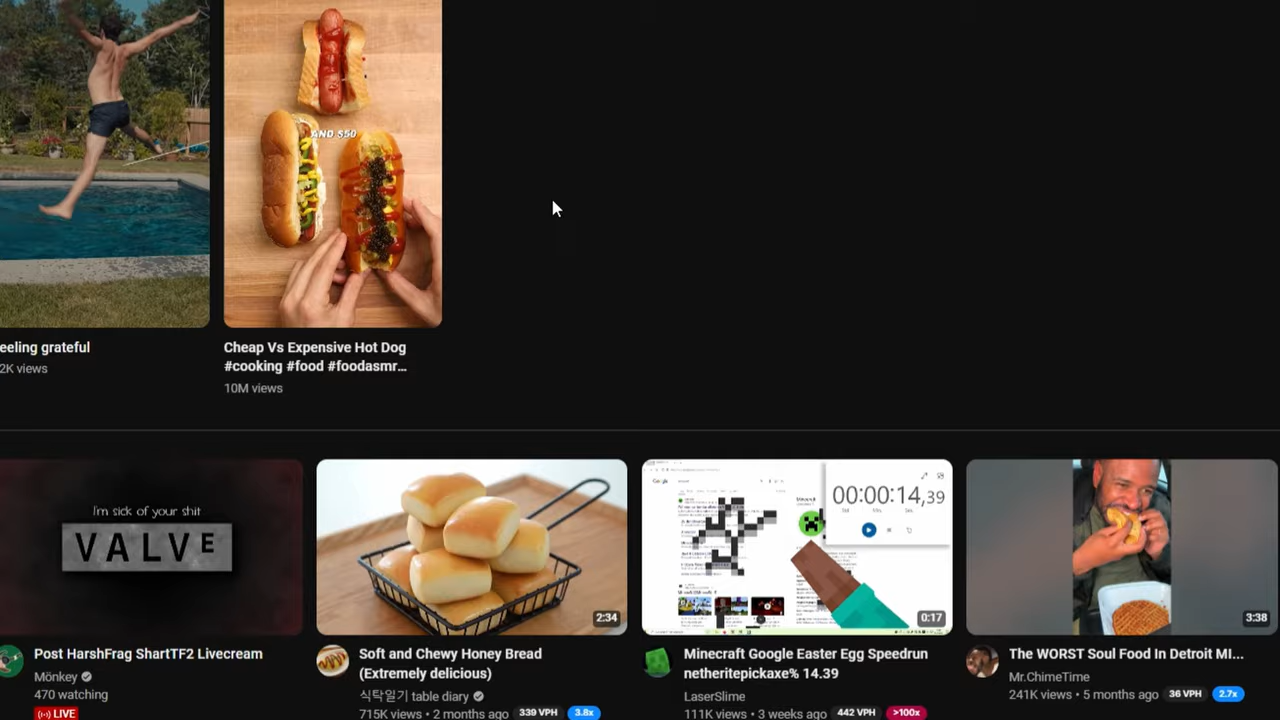 AND $50
eeling grateful
2K views
Cheap Vs Expensive Hot Dog
#cooking #food #foodasmr...
10M views
I'm sick of your shit
VALVE
Post HarshFrag ShartTF2 Livecream
Mönkey
470 watching
LIVE
2:34
Soft and Chewy Honey Bread
(Extremely delicious)
식탁일기 table diary
715K views • 2 months ago 339 VPH 3.8x
Google
00:00:14,39
0:17
Minecraft Google Easter Egg Speedrun
netheritepickaxe% 14.39
LaserSlime
111K views • 3 weeks ago 442 VPH >100x
3:38
The WORST Soul Food In Detroit MI...
Mr.ChimeTime
241K views • 5 months ago 36 VPH 2.7x